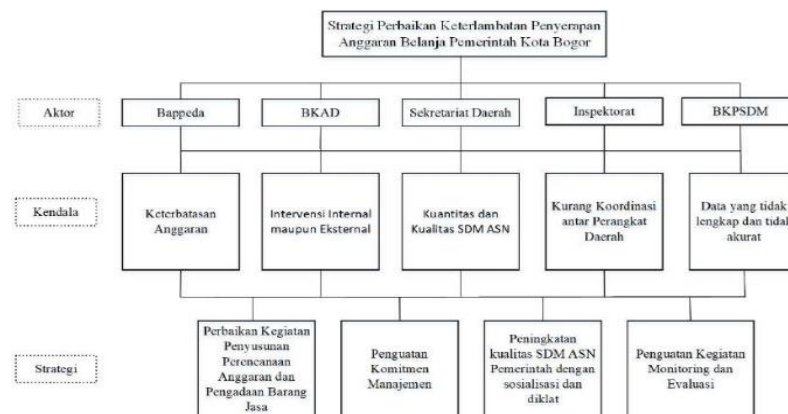 Strategi Perbaikan Keterlambatan Penyerapan
Anggaran Belanja Pemerintah Kota Bogor
Aktor
Bappeda
BKAD
Sekretariat Daerah
Inspektorat
BKPSDM
Kendala
Keterbatasan
Anggaran
Intervensi Internal
maupun Eksternal
Kuantitas dan
Kualitas SDM ASN
Kurang Koordinasi
antar Perangkat
Daerah
Data yang tidak
lengkap dan tidak
akurat
Strategi
Perbaikan Kegiatan
Penyusunan
Perencanaan
Anggaran dan
Pengadaan Barang
Jasa
Penguatan
Komitmen
Manajemen
Peningkatan
kualitas SDM ASN
Pemerintah dengan
sosialisasi dan
diklat
Penguatan Kegiatan
Monitoring dan
Evaluasi